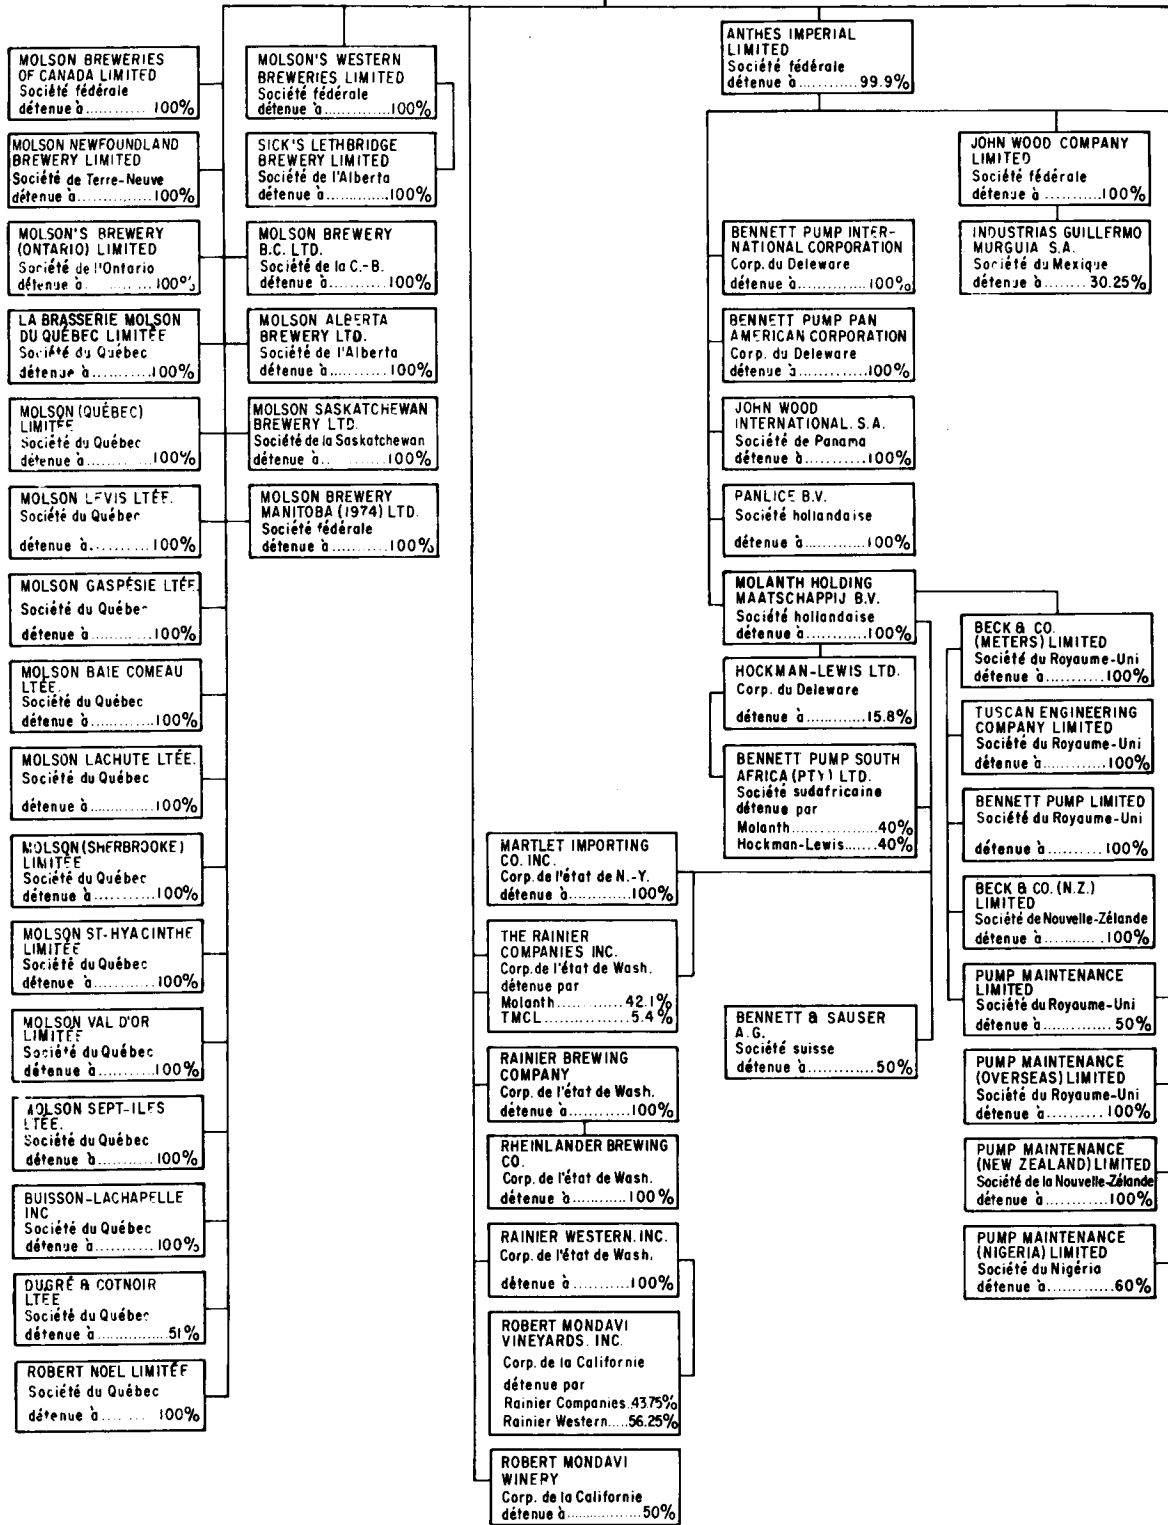 MOLSON BREWERIES
OF CANADA LIMITED
Société fédérale
détenue à............100%
MOLSON NEWFOUNDLAND
BREWERY LIMITED
Société de Terre-Neuve
détenue à............100%
MOLSON'S BREWERY
(ONTARIO) LIMITED
Société de l'Ontario
détenue à............100%
LA BRASSERIE MOLSON
DU QUÉBEC LIMITÉE
Société du Québec
détenue à............100%
MOLSON (QUÉBEC)
LIMITÉE
Société du Québec
détenue à............100%
MOLSON LEVIS LTÉE.
Société du Québec
détenue à............100%
MOLSON GASPÉSIE LTÉE.
Société du Québec
détenue à............100%
MOLSON BAIE COMEAU
LTÉE.
Société du Québec
détenue à............100%
MOLSON LACHUTE LTÉE.
Société du Québec
détenue à............100%
MOLSON (SHERBROOKE)
LIMITÉE
Société du Québec
détenue à............100%
MOLSON ST-HYACINTHE
LIMITÉE
Société du Québec
détenue à............100%
MOLSON VAL D'OR
LIMITÉE
Société du Québec
détenue à............100%
MOLSON SEPT-ILES
LTÉE.
Société du Québec
détenue à............100%
BUISSON-LACHAPELLE
INC
Société du Québec
détenue à............100%
DUGRÉ & COTNOIR
LTÉE
Société du Québec
détenue à............51%
ROBERT NOEL LIMITÉE
Société du Québec
détenue à............100%
MOLSON'S WESTERN
BREWERIES LIMITED
Société fédérale
détenue à............100%
SICK'S LETHBRIDGE
BREWERY LIMITED
Société de l'Alberta
détenue à............100%
MOLSON BREWERY
B.C. LTD.
Société de la C.-B.
détenue à............100%
MOLSON ALBERTA
BREWERY LTD.
Société de l'Alberta
détenue à............100%
MOLSON SASKATCHEWAN
BREWERY LTD.
Société de la Saskatchewan
détenue à............100%
MOLSON BREWERY
MANITOBA (1974) LTD.
Société fédérale
détenue à............100%
MARTLET IMPORTING
CO. INC.
Corp. de l'état de N.-Y.
détenue à............100%
THE RAINIER
COMPANIES INC.
Corp. de l'état de Wash.
détenue par
Molanth.............42.1%
TMCL................5.4%
RAINIER BREWING
COMPANY
Corp. de l'état de Wash.
détenue à............100%
RHEINLANDER BREWING
CO.
Corp. de l'état de Wash.
détenue à............100%
RAINIER WESTERN. INC.
Corp. de l'état de Wash.
détenue à............100%
ROBERT MONDAVI
VINEYARDS. INC.
Corp. de la Californie
détenue par
Rainier Companies.43.75%
Rainier Western.....56.25%
ROBERT MONDAVI
WINERY
Corp. de la Californie
détenue à............50%
ANTHES IMPERIAL
LIMITED
Société fédérale
détenue à............99.9%
BENNETT PUMP INTER-
NATIONAL CORPORATION
Corp. du Deleware
détenue à............100%
BENNETT PUMP PAN
AMERICAN CORPORATION
Corp. du Deleware
détenue à............100%
JOHN WOOD
INTERNATIONAL. S.A.
Société de Panama
détenue à............100%
PANLICE B.V.
Société hollandaise
détenue à............100%
MOLANTH HOLDING
MAATSCHAPPIJ B.V.
Société hollandaise
détenue à............100%
HOCKMAN-LEWIS LTD.
Corp. du Deleware
détenue à............15.8%
BENNETT PUMP SOUTH
AFRICA (PTY) LTD.
Société sudafricaine
détenue par
Molanth.............40%
Hockman-Lewis.......40%
BENNETT & SAUSER
A.G.
Société suisse
détenue à............50%
JOHN WOOD COMPANY
LIMITED
Société fédérale
détenue à............100%
INDUSTRIAS GUILLERMO
MURGUIA S.A.
Société du Mexique
détenue à........30.25%
BECK & CO.
(METERS) LIMITED
Société du Royaume-Uni
détenue à............100%
TUSCAN ENGINEERING
COMPANY LIMITED
Société du Royaume-Uni
détenue à............100%
BENNETT PUMP LIMITED
Société du Royaume-Uni
détenue à............100%
BECK & CO. (N.Z.)
LIMITED
Société de Nouvelle-Zélande
détenue à............100%
PUMP MAINTENANCE
LIMITED
Société du Royaume-Uni
détenue à............50%
PUMP MAINTENANCE
(OVERSEAS) LIMITED
Société du Royaume-Uni
détenue à............100%
PUMP MAINTENANCE
(NEW ZEALAND) LIMITED
Société de la Nouvelle-Zélande
détenue à............100%
PUMP MAINTENANCE
(NIGERIA) LIMITED
Société du Nigéria
détenue à............60%